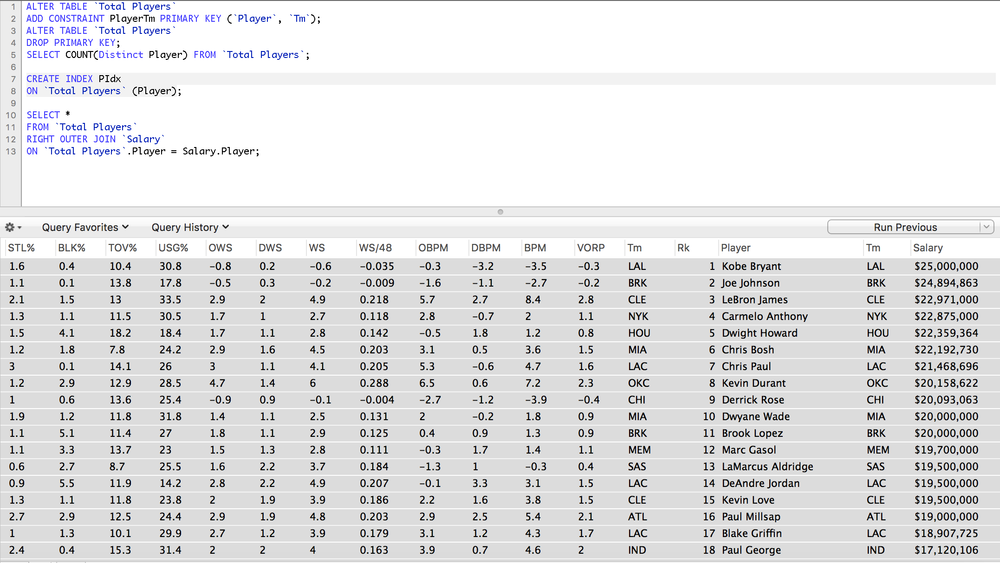 1 ALTER TABLE `Total Players`
2 ADD CONSTRAINT PlayerTm PRIMARY KEY (`Player`, `Tm`);
3 ALTER TABLE `Total Players`
4 DROP PRIMARY KEY;
5 SELECT COUNT(Distinct Player) FROM `Total Players`;
6
7 CREATE INDEX PIdx
8 ON `Total Players` (Player);
9
10 SELECT *
11 FROM `Total Players`
12 RIGHT OUTER JOIN `Salary`
13 ON `Total Players`.Player = Salary.Player;
Query Favorites Query History Run Previous
STL% BLK% TOV% USG% OWS DWS WS WS/48 OBPM DBPM BPM VORP Tm Rk Player Tm Salary
1.6 0.4 10.4 30.8 −0.8 0.2 −0.6 −0.035 −0.3 −3.2 −3.5 −0.3 LAL 1 Kobe Bryant LAL $25,000,000
1.1 0.1 13.8 17.8 −0.5 0.3 −0.2 −0.009 −1.6 −1.1 −2.7 −0.2 BRK 2 Joe Johnson BRK $24,894,863
2.1 1.5 13 33.5 2.9 2 4.9 0.218 5.7 2.7 8.4 2.8 CLE 3 LeBron James CLE $22,971,000
1.3 1.1 11.5 30.5 1.7 1 2.7 0.118 2.8 −0.7 2 1.1 NYK 4 Carmelo Anthony NYK $22,875,000
1.5 4.1 18.2 18.4 1.7 1.1 2.8 0.142 −0.5 1.8 1.2 0.8 HOU 5 Dwight Howard HOU $22,359,364
1.2 1.8 7.8 24.2 2.9 1.6 4.5 0.203 3.1 0.5 3.6 1.5 MIA 6 Chris Bosh MIA $22,192,730
3 0.1 14.1 26 3 1.1 4.1 0.205 5.3 −0.6 4.7 1.6 LAC 7 Chris Paul LAC $21,468,696
1.2 2.9 12.9 28.5 4.7 1.4 6 0.288 6.5 0.6 7.2 2.3 OKC 8 Kevin Durant OKC $20,158,622
1 0.6 13.6 25.4 −0.9 0.9 −0.1 −0.004 −2.7 −1.2 −3.9 −0.4 CHI 9 Derrick Rose CHI $20,093,063
1.9 1.2 11.8 31.8 1.4 1.1 2.5 0.131 2 −0.2 1.8 0.9 MIA 10 Dwyane Wade MIA $20,000,000
1.1 5.1 11.4 27 1.8 1.1 2.9 0.125 0.4 0.9 1.3 0.9 BRK 11 Brook Lopez BRK $20,000,000
1.1 3.3 13.7 23 1.5 1.3 2.8 0.111 −0.3 1.7 1.4 1.1 MEM 12 Marc Gasol MEM $19,700,000
0.6 2.7 8.7 25.5 1.6 2.2 3.7 0.184 −1.3 1 −0.3 0.4 SAS 13 LaMarcus Aldridge SAS $19,500,000
0.9 5.5 11.9 14.2 2.8 2.2 4.9 0.207 −0.1 3.3 3.1 1.5 LAC 14 DeAndre Jordan LAC $19,500,000
1.3 1.1 11.8 23.8 2 1.9 3.9 0.186 2.2 1.6 3.8 1.5 CLE 15 Kevin Love CLE $19,500,000
2.7 2.9 12.5 24.4 2.9 1.9 4.8 0.203 2.9 2.5 5.4 2.1 ATL 16 Paul Millsap ATL $19,000,000
1 1.3 10.1 29.9 2.7 1.2 3.9 0.179 3.1 1.2 4.3 1.7 LAC 17 Blake Griffin LAC $18,907,725
2.4 0.4 15.3 31.4 2 2 4 0.163 3.9 0.7 4.6 2 IND 18 Paul George IND $17,120,106